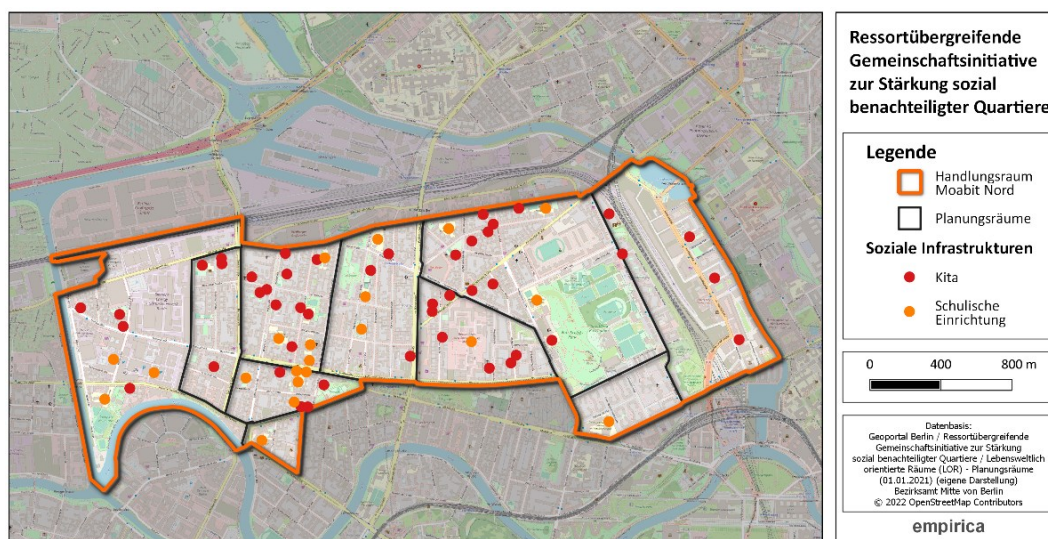 Ressortübergreifende
Gemeinschaftsinitiative
zur Stärkung sozial
benachteiligter Quartiere
Legende
Handlungsraum
Moabit Nord
Planungsräume
Soziale Infrastrukturen
Kita
Schulische
Einrichtung
0 400 800 m
Datenbasis:
Geoportal Berlin / Ressortübergreifende
Gemeinschaftsinitiative zur Stärkung
sozial benachteiligter Quartiere / Lebensweltlich
orientierte Räume (LOR) - Planungsräume
(01.01.2021) (eigene Darstellung)
Bezirksamt Mitte von Berlin
© 2022 OpenStreetMap Contributors
empirica